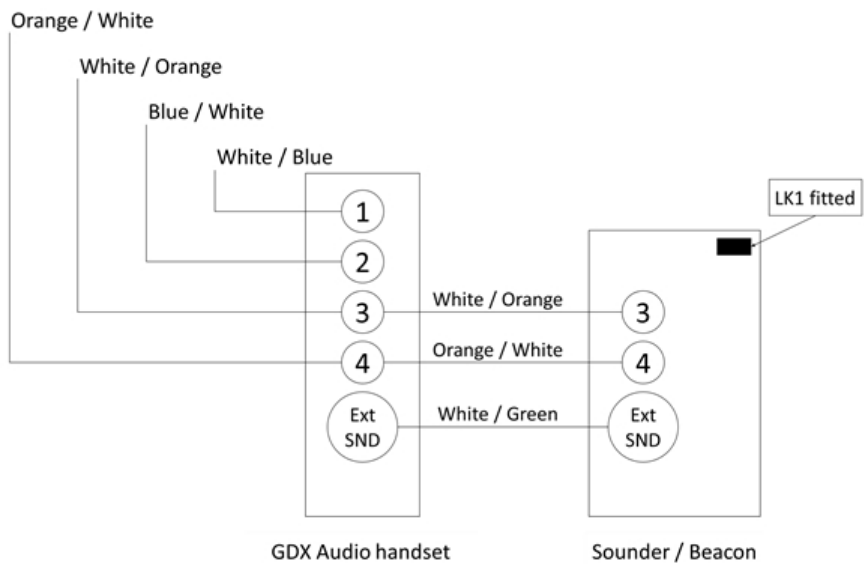 Orange / White
White / Orange
Blue / White
White / Blue
LK1 fitted
1
2
3
White / Orange
3
4
Orange / White
4
Ext
SND
White / Green
Ext
SND
GDX Audio handset
Sounder / Beacon